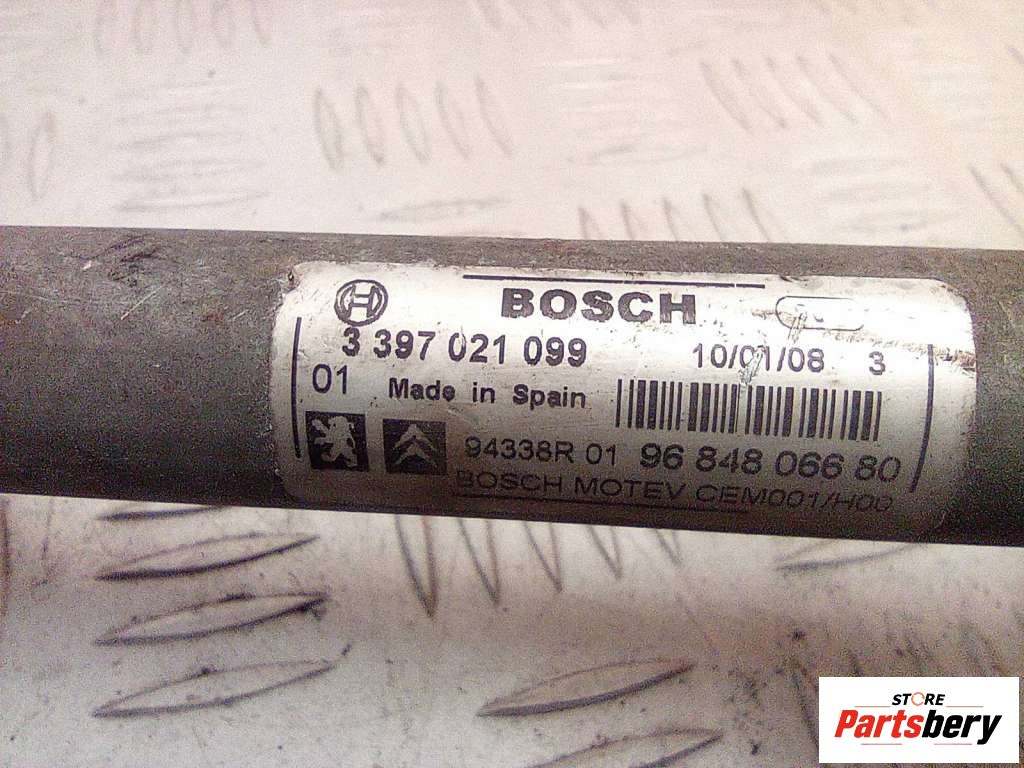 BOSCH
3 397 021 099 10/01/08 3
01 Made in Spain
94338R 01 96 848 066 80
BOSCH MOTEV CEM001/H00
STORE
Partsbery